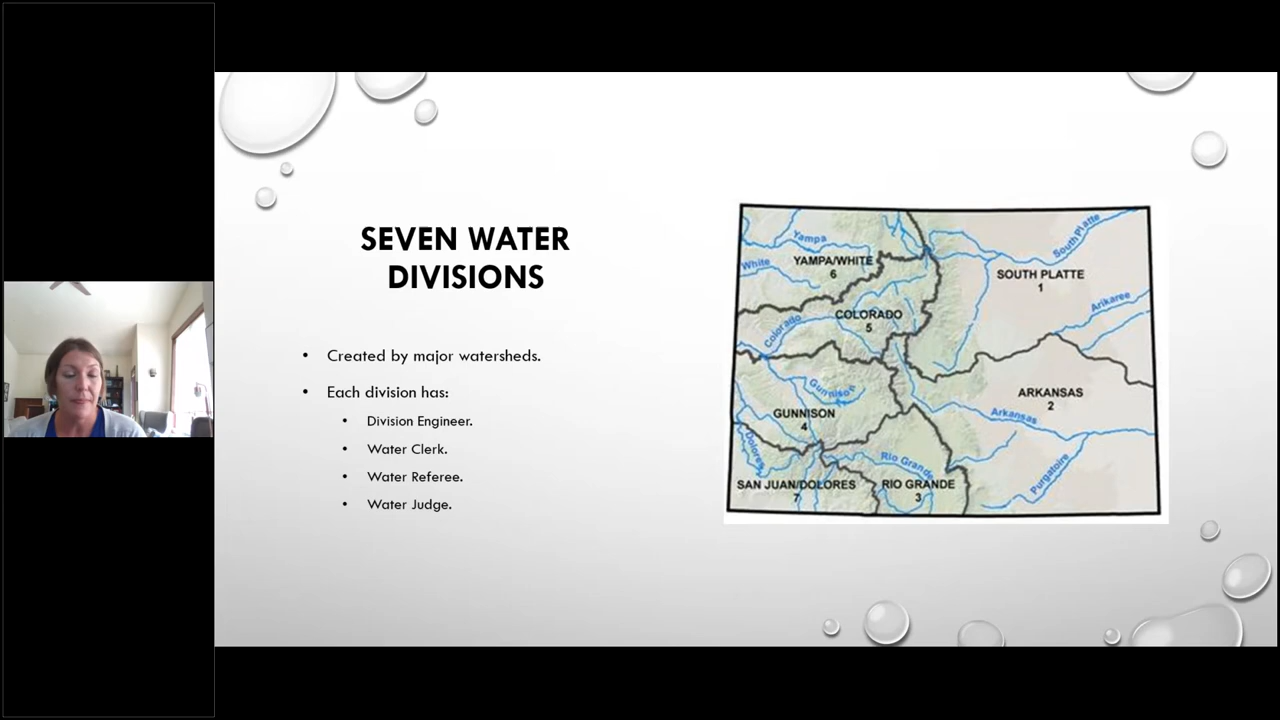 SEVEN WATER
DIVISIONS
• Created by major watersheds.
• Each division has:
• Division Engineer.
• Water Clerk.
• Water Referee.
• Water Judge.
Yampa
South Platte
White
YAMPA/WHITE
6
SOUTH PLATTE
1
Arikaree
COLORADO
5
Colorado
Gunnison
ARKANSAS
2
GUNNISON
4
Arkansas
Dolores
Rio Grande
Purgatoire
SAN JUAN/DOLORES
7
RIO GRANDE
3